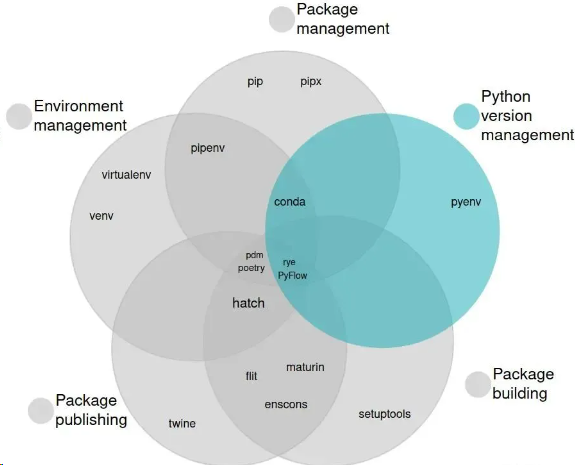 Package
management
Environment
management
Python
version
management
pip
pipx
pipenv
virtualenv
venv
conda
pyenv
pdm
poetry
rye
PyFlow
hatch
flit
maturin
enscons
setuptools
twine
Package
publishing
Package
building